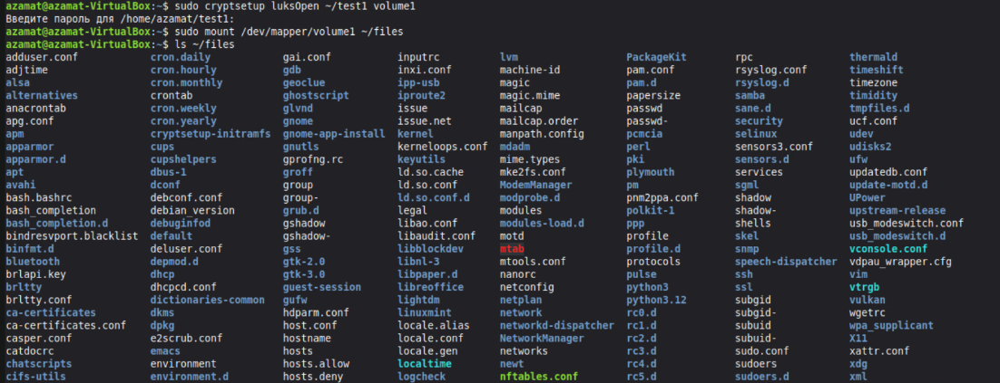 azamat@azamat-VirtualBox:~$ sudo cryptsetup luksOpen ~/test1 volume1
Введите пароль для /home/azamat/test1:
azamat@azamat-VirtualBox:~$ sudo mount /dev/mapper/volume1 ~/files
azamat@azamat-VirtualBox:~$ ls ~/files
adduser.conf cron.daily gai.conf inputrc lvm PackageKit rpc thermald
adjtime cron.hourly gdb inxi.conf machine-id pam.conf rsyslog.conf timeshift
alsa cron.monthly geoclue ipp-usb magic pam.d rsyslog.d timezone
alternatives crontab ghostscript iproute2 magic.mime papersize samba timidity
anacrontab cron.weekly glvnd issue mailcap passwd sane.d tmpfiles.d
apg.conf cron.yearly gnome issue.net mailcap.order passwd- security ucf.conf
apm cryptsetup-initramfs gnome-app-install kernel manpath.config pcmcia selinux udev
apparmor cups gnutls kerneloops.conf mdadm perl sensors3.conf udisks2
apparmor.d cupshelpers gprofng.rc keyutils mime.types pki sensors.d ufw
apt dbus-1 groff ld.so.cache mke2fs.conf plymouth services updatedb.conf
avahi dconf group ld.so.conf ModemManager pm sgml update-motd.d
bash.bashrc debconf.conf group- ld.so.conf.d modprobe.d pnm2ppa.conf shadow UPower
bash_completion debian_version grub.d legal modules polkit-1 shadow- upstream-release
bash_completion.d debuginfod gshadow libao.conf modules-load.d ppp shells usb_modeswitch.conf
bindresvport.blacklist default gshadow- libaudit.conf motd profile skel usb_modeswitch.d
binfmt.d deluser.conf gss libblockdev mtab profile.d snmp vconsole.conf
bluetooth depmod.d gtk-2.0 libnl-3 mtools.conf protocols speech-dispatcher vdpau_wrapper.cfg
brlapi.key dhcp gtk-3.0 libpaper.d nanorc pulse ssh vim
brltty dhcpcd.conf guest-session libreoffice netconfig python3 ssl vtrgb
brltty.conf dictionaries-common gufw lightdm netplan python3.12 subgid vulkan
ca-certificates dkms hdparm.conf linuxmint network rc0.d subgid- wgetrc
ca-certificates.conf dpkg host.conf locale.alias networkd-dispatcher rc1.d subuid wpa_supplicant
casper.conf e2scrub.conf hostname locale.conf NetworkManager rc2.d subuid- X11
catdocrc emacs hosts locale.gen networks rc3.d sudo.conf xattr.conf
chatscripts environment hosts.allow localtime newt rc4.d sudoers xdg
cifs-utils environment.d hosts.deny logcheck nftables.conf rc5.d sudoers.d xml